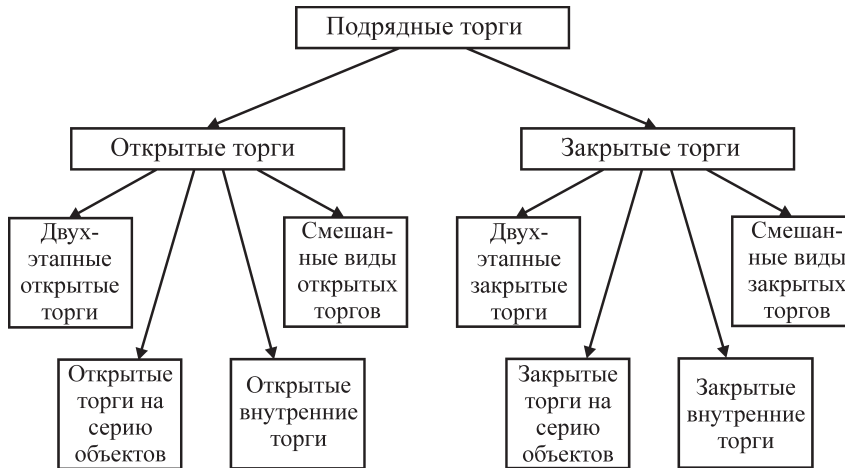 Подрядные торги
Открытые торги
Закрытые торги
Двух-
этапные
открытые
торги
Смешан-
ные виды
открытых
торгов
Двух-
этапные
закрытые
торги
Смешан-
ные виды
закрытых
торгов
Открытые
торги на
серию
объектов
Открытые
внутренние
торги
Закрытые
торги на
серию
объектов
Закрытые
внутренние
торги